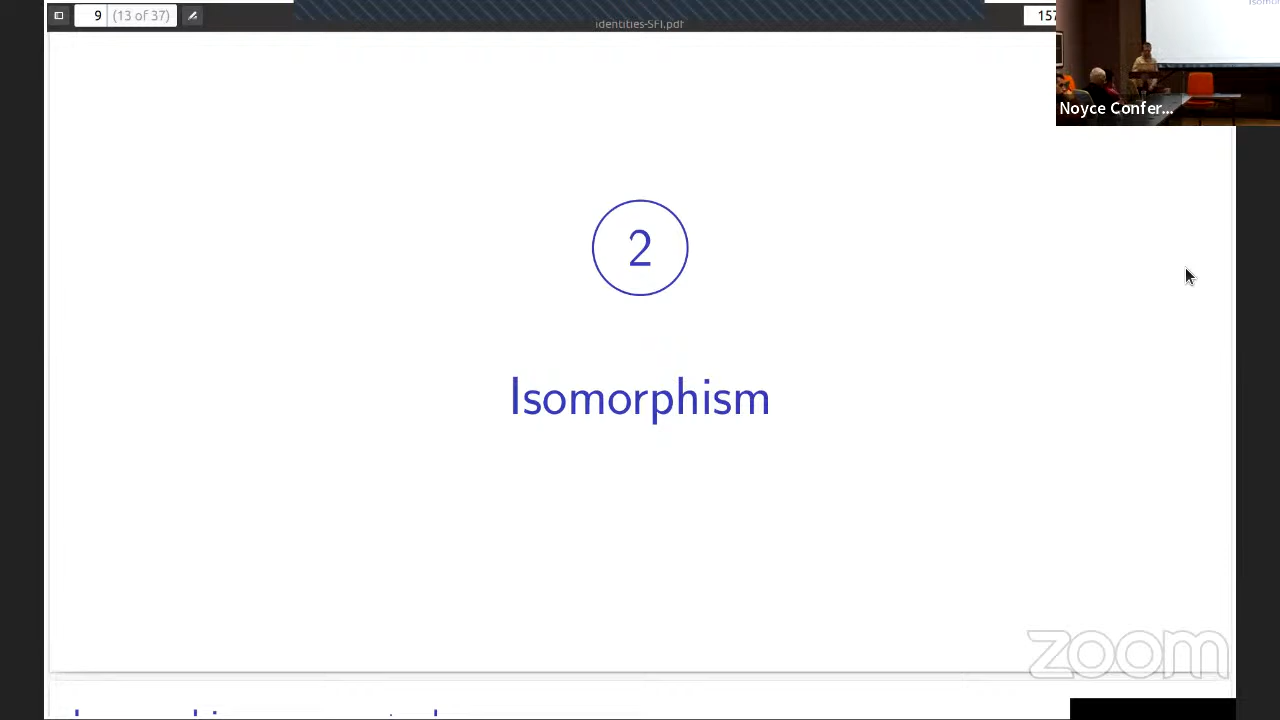 9 (13 of 37)
identities-SFI.pdf
157
Noyce Confer...
2
Isomorphism
zoom